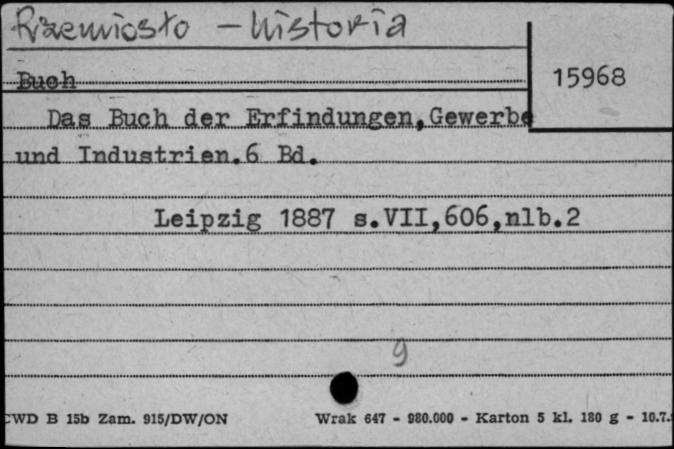 Rzemiosło - historia
Buch
15968
Das Buch der Erfindungen,Gewerbe
und Industrien.6 Bd.
Leipzig 1887 s.VII,606,nlb.2
9
CWD B 15b Zam. 915/DW/ON Wrak 647 - 980.000 - Karton 5 kl. 180 g - 10.7.